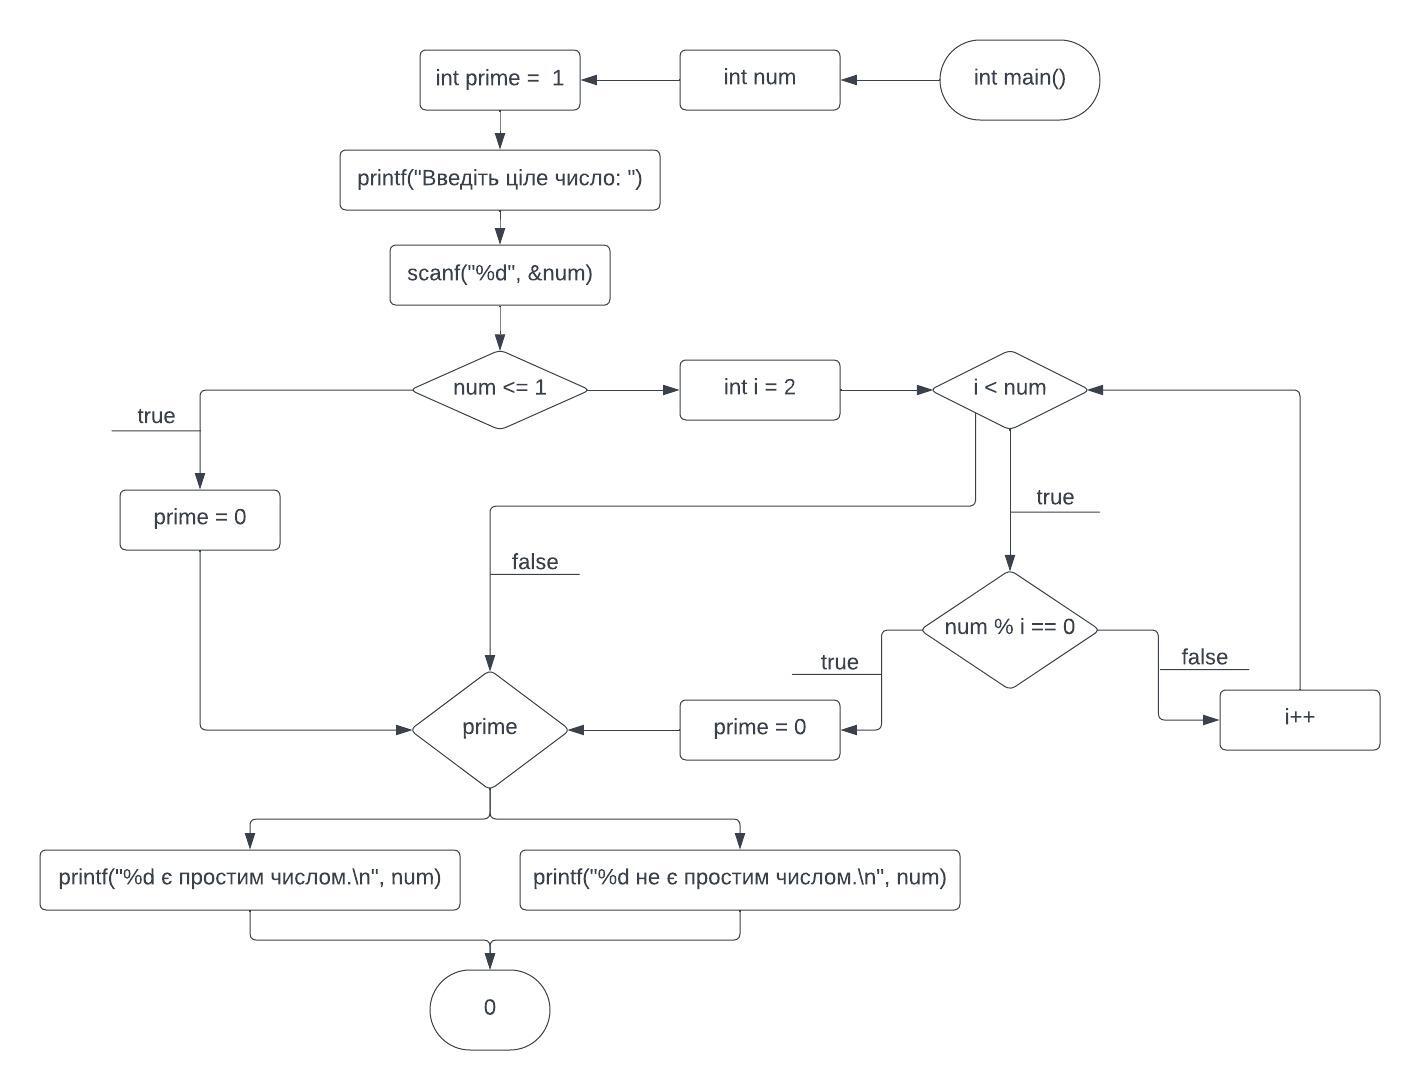 int main()
int num
int prime =  1
printf("Введіть ціле число: ")
scanf("%d", &num)
num <= 1
int i = 2
i < num
true
prime = 0
true
false
num % i == 0
true
false
prime
prime = 0
i++
printf("%d є простим числом.\n", num)
printf("%d не є простим числом.\n", num)
0